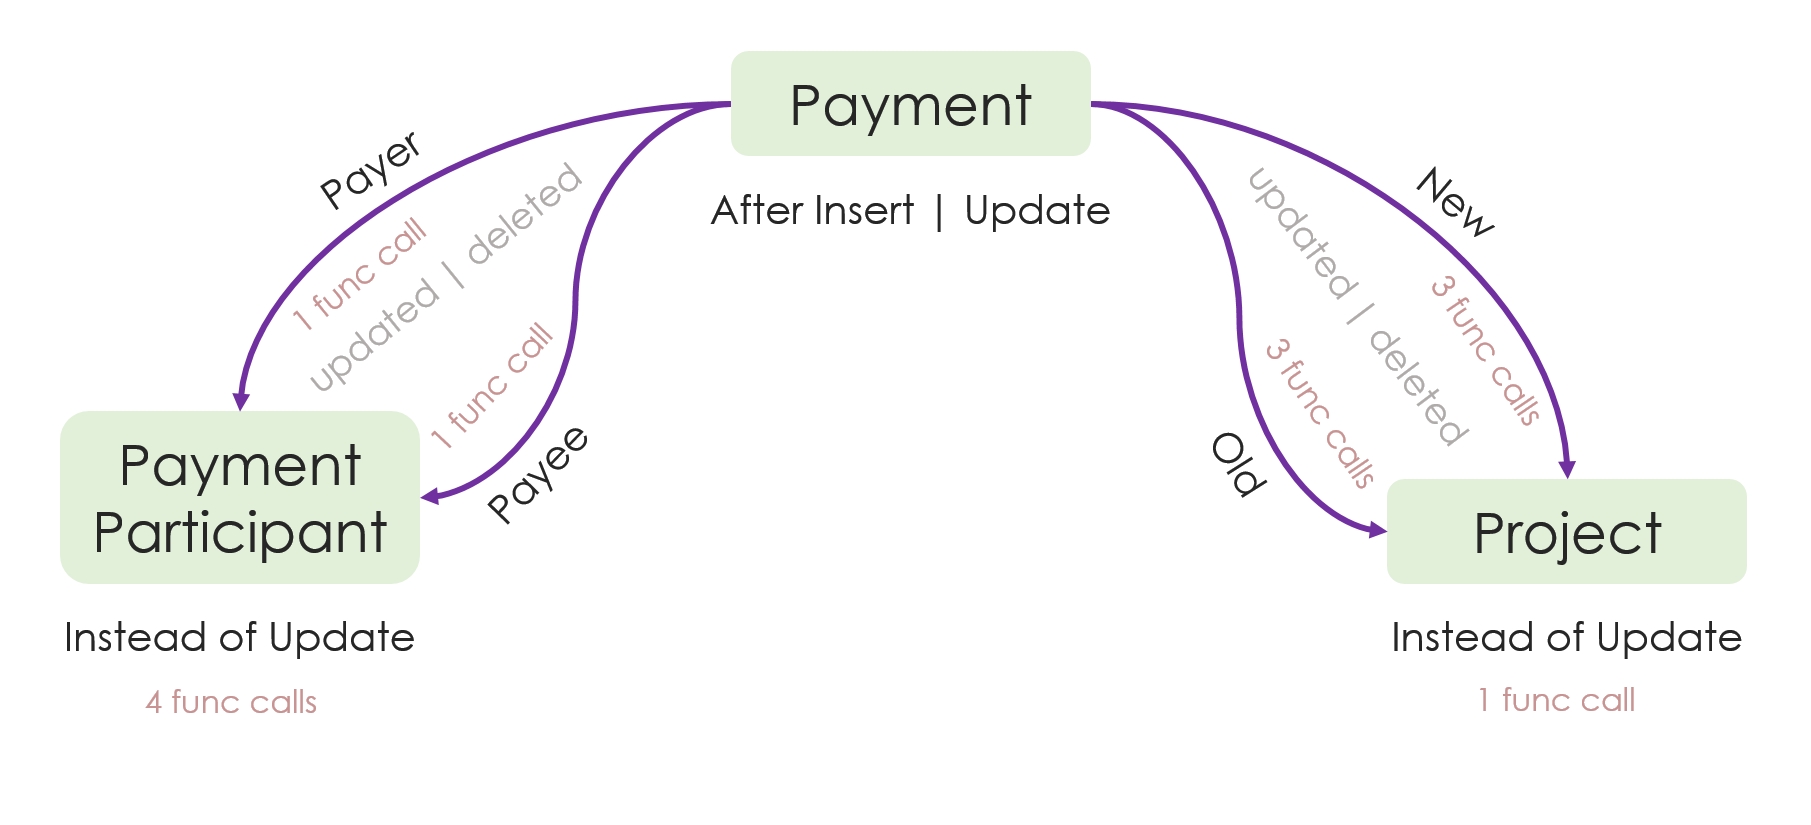 Payment
After Insert | Update
Payer
1 func call
updated | deleted
1 func call
Payee
New
3 func calls
updated | deleted
3 func calls
Old
Payment
Participant
Instead of Update
4 func calls
Project
Instead of Update
1 func call